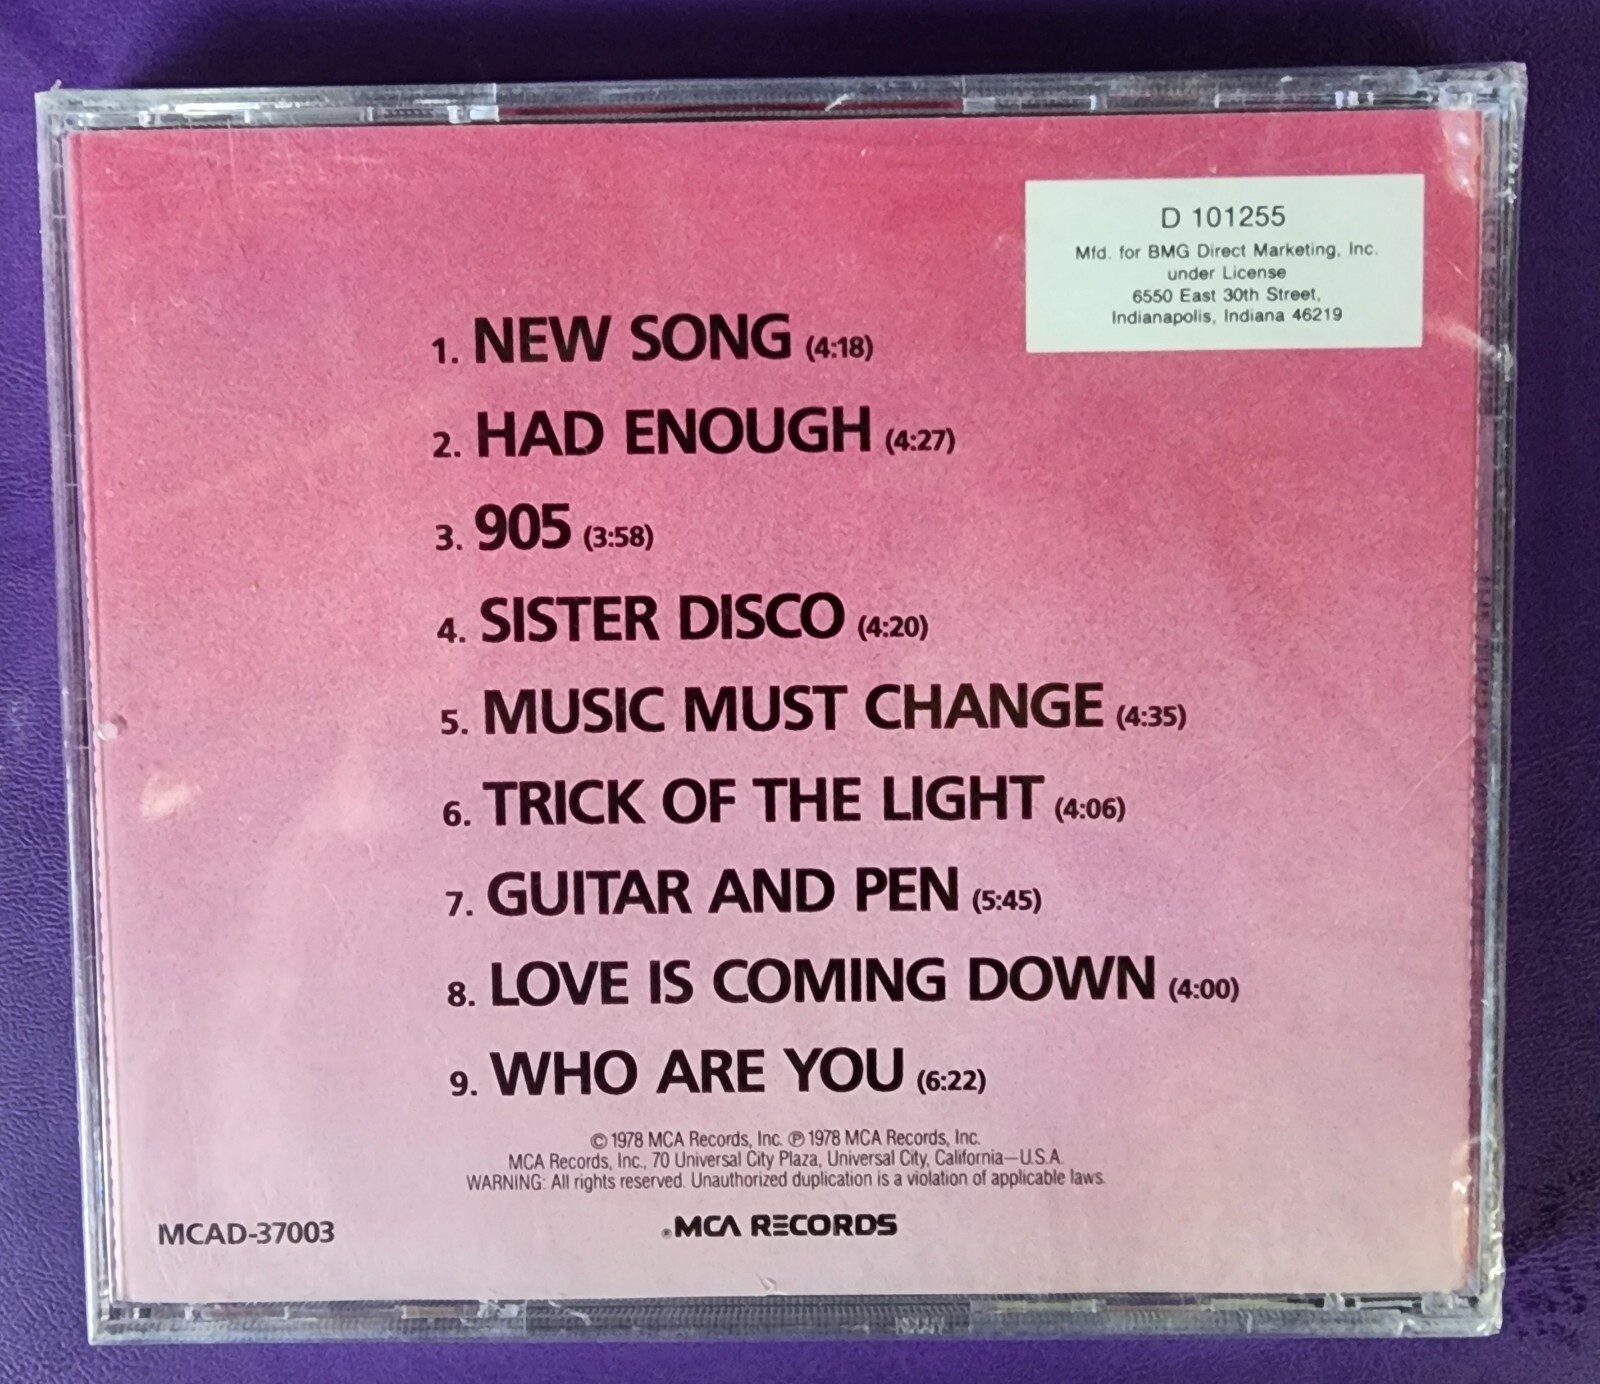 D 101255
Mfd. for BMG Direct Marketing, Inc.
under License
6550 East 30th Street,
Indianapolis, Indiana 46219
1. NEW SONG (4:18)
2. HAD ENOUGH (4:27)
3. 905 (3:58)
4. SISTER DISCO (4:20)
5. MUSIC MUST CHANGE (4:35)
6. TRICK OF THE LIGHT (4:06)
7. GUITAR AND PEN (5:45)
8. LOVE IS COMING DOWN (4:00)
9. WHO ARE YOU (6:22)
© 1978 MCA Records, Inc. ℗ 1978 MCA Records, Inc.
MCA Records, Inc., 70 Universal City Plaza, Universal City, California—U.S.A.
WARNING: All rights reserved. Unauthorized duplication is a violation of applicable laws.
MCAD-37003
®MCA RECORDS